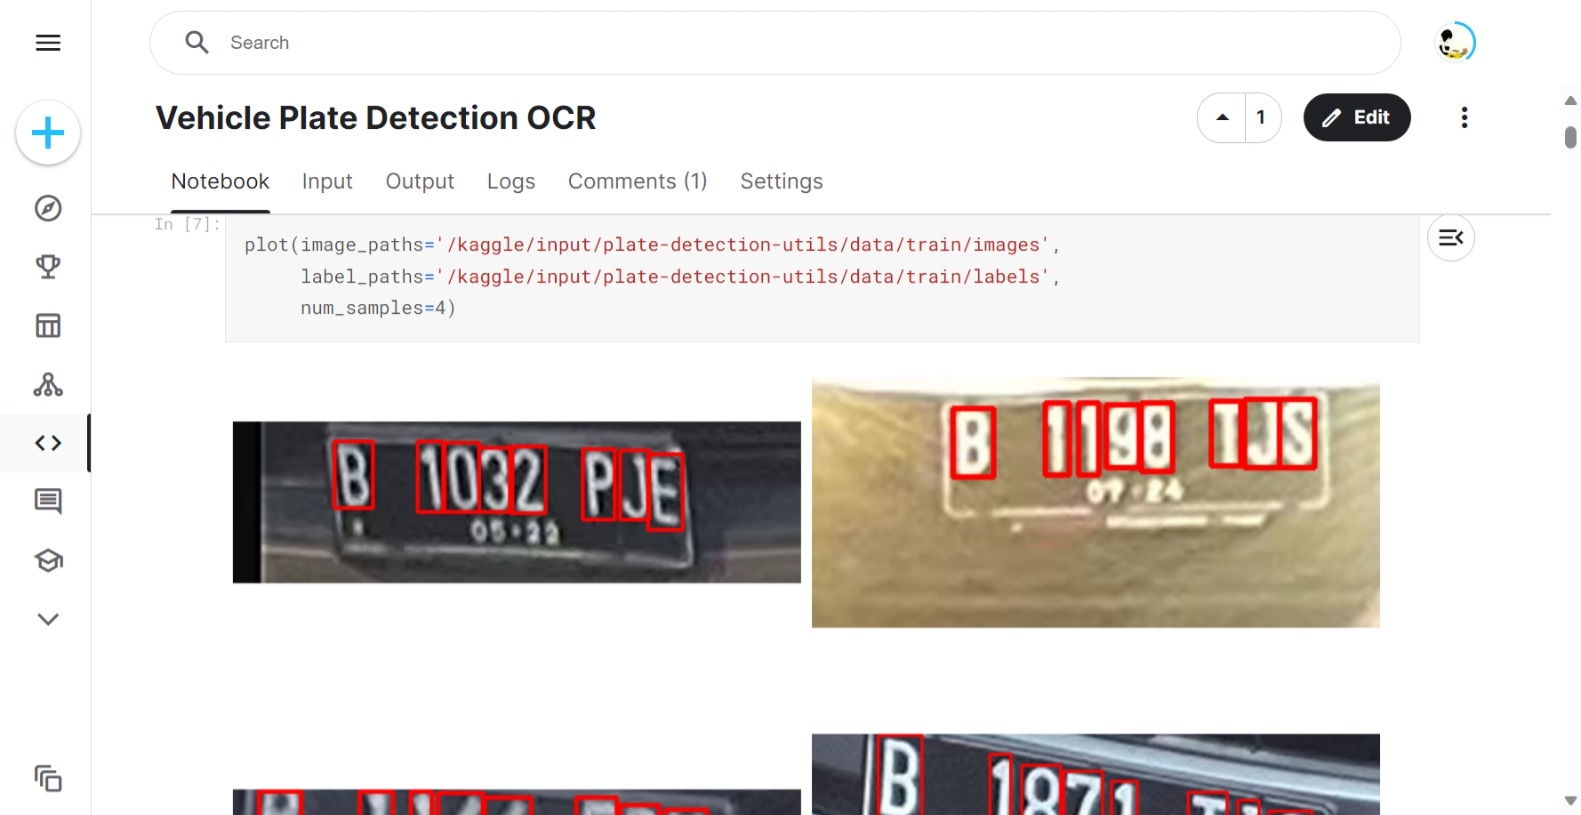 Search
Vehicle Plate Detection OCR
1
Edit
Notebook Input Output Logs Comments (1) Settings
In [7]:
plot(image_paths='/kaggle/input/plate-detection-utils/data/train/images',
label_paths='/kaggle/input/plate-detection-utils/data/train/labels',
num_samples=4)
B 1032 PJE
05·22
B 1198 TJS
07·24
B 1871